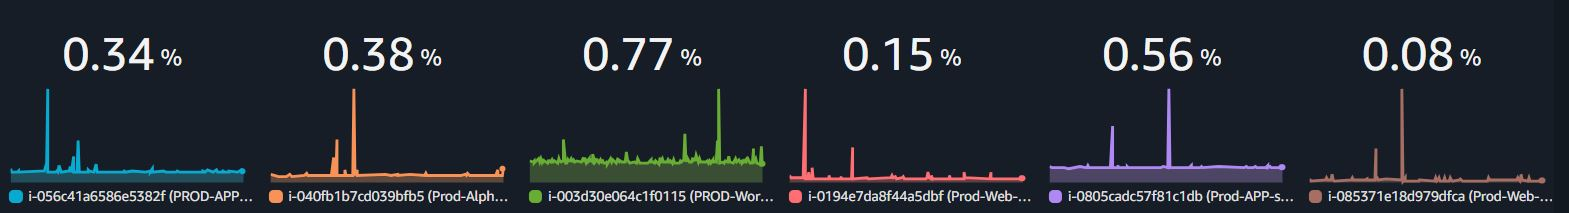 0.34 % 0.38 % 0.77 % 0.15 % 0.56 % 0.08 %
i-056c41a6586e5382f (PROD-APP... i-040fb1b7cd039bfb5 (Prod-Alph... i-003d30e064c1f0115 (PROD-Wor... i-0194e7da8f44a5dbf (Prod-Web-... i-0805cadc57f81c1db (Prod-APP-s... i-085371e18d979dfca (Prod-Web-...